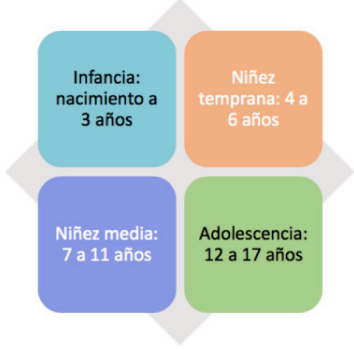 Infancia:
nacimiento a
3 años
Niñez
temprana: 4 a
6 años
Niñez media:
7 a 11 años
Adolescencia:
12 a 17 años